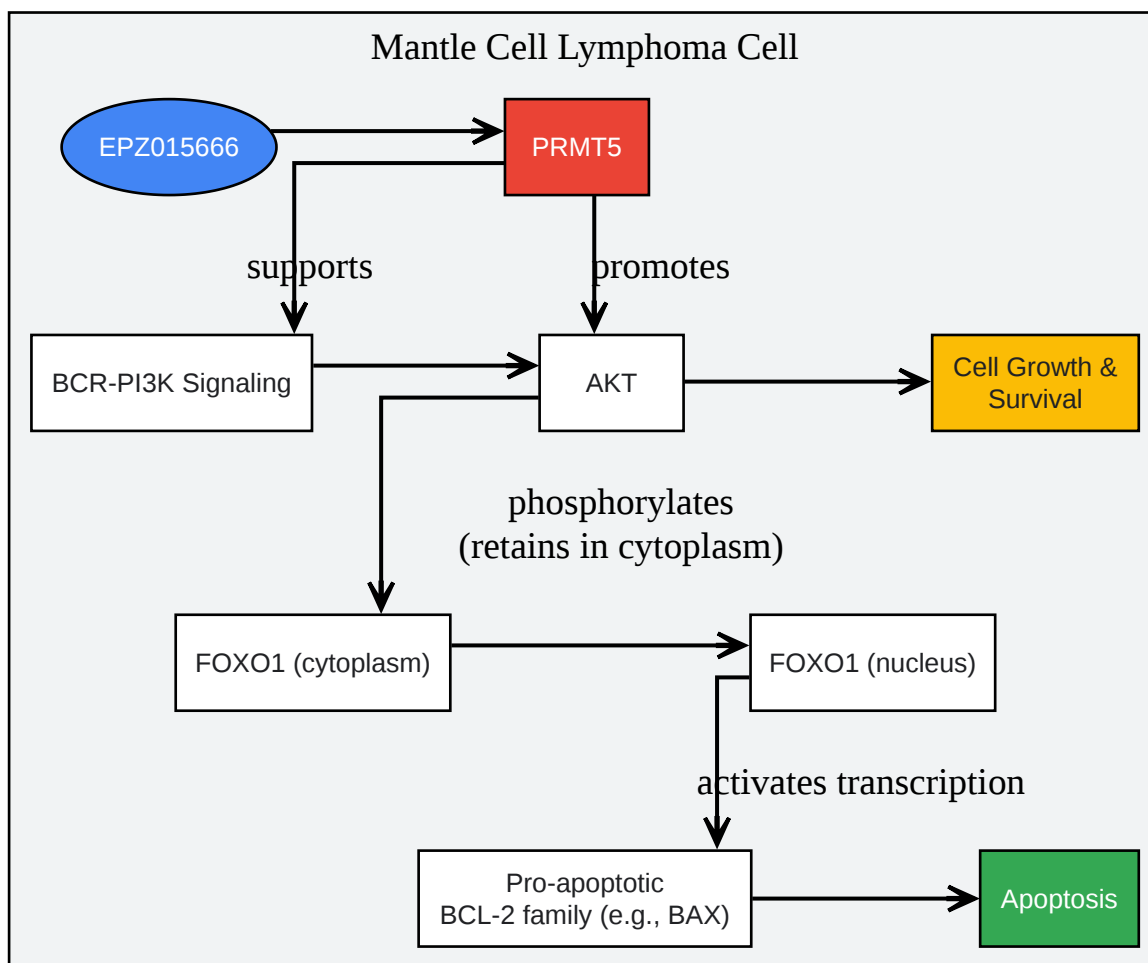 Mantle Cell Lymphoma Cell
EPZ015666
PRMT5
supports
promotes
BCR-PI3K Signaling
AKT
Cell Growth &
Survival
phosphorylates
(retains in cytoplasm)
FOXO1 (cytoplasm)
FOXO1 (nucleus)
activates transcription
Pro-apoptotic
BCL-2 family (e.g., BAX)
Apoptosis